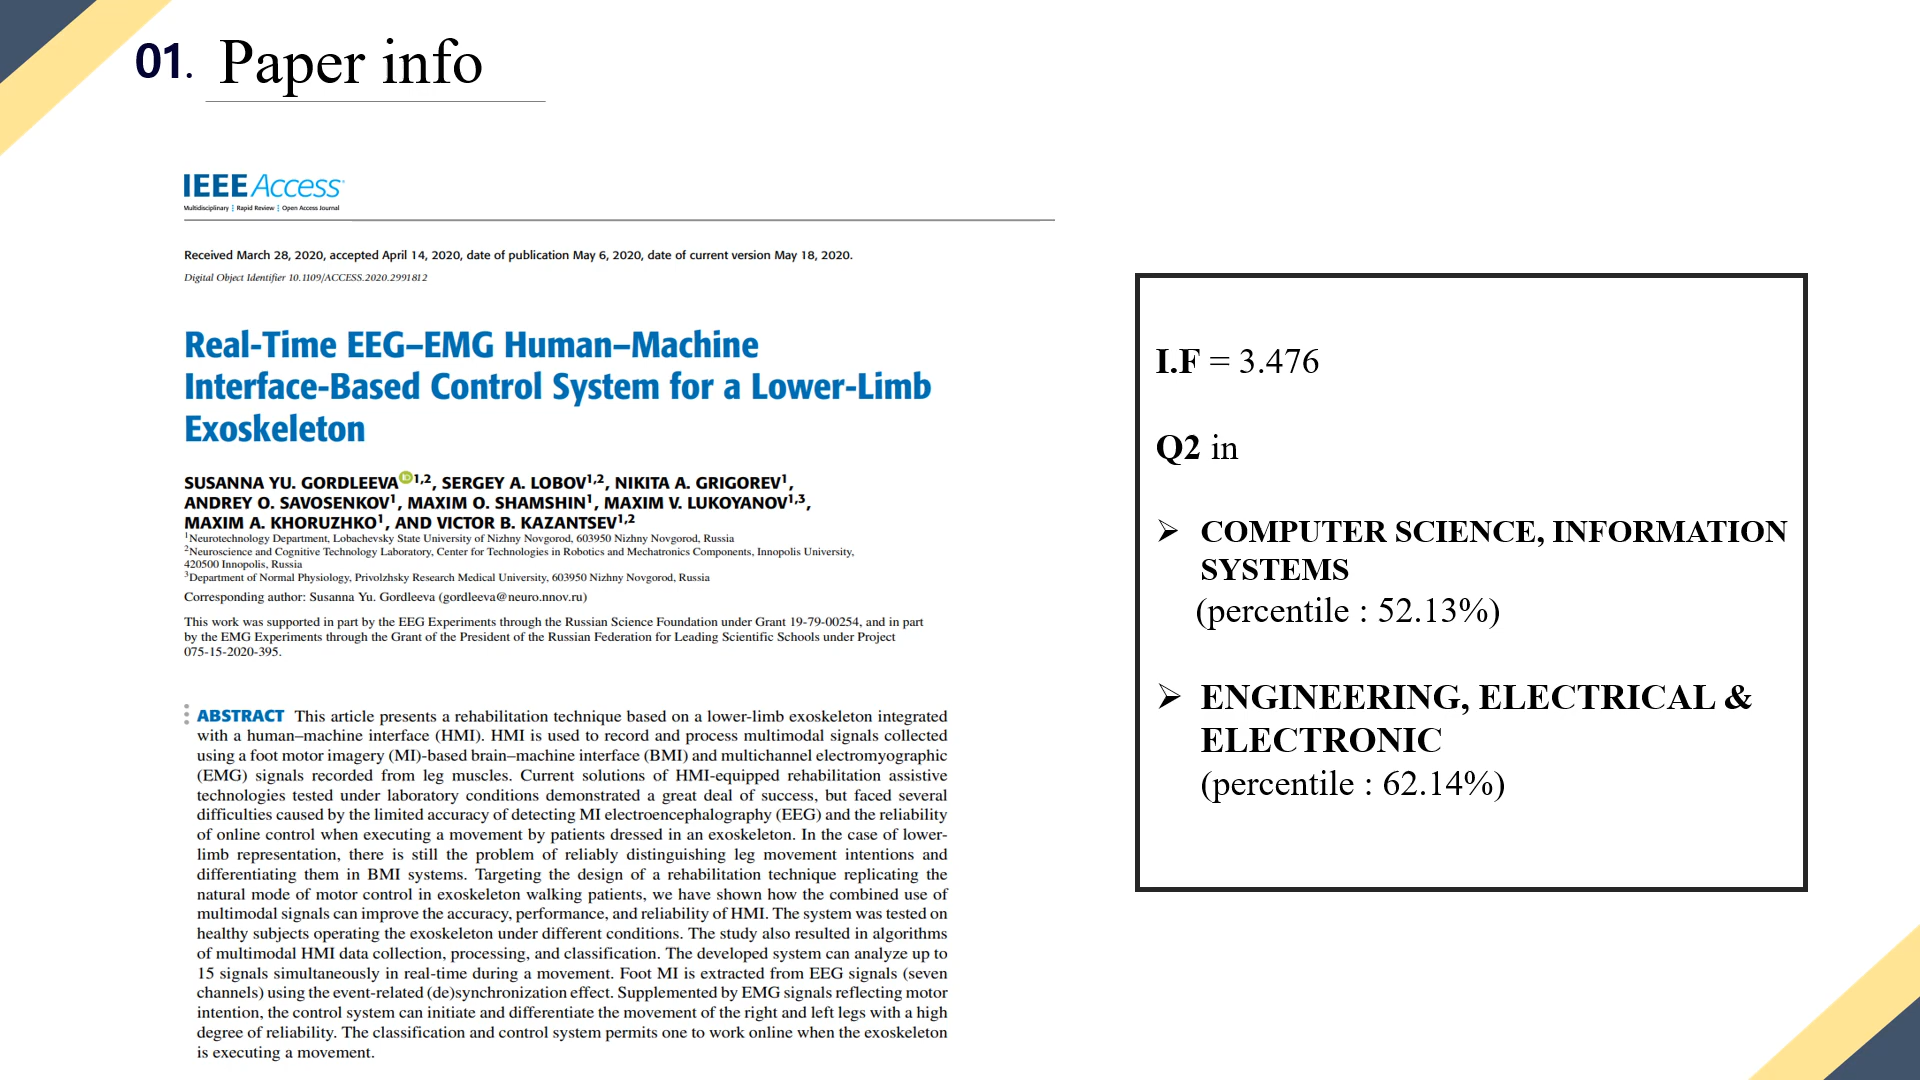 01. Paper info
IEEE Access
Multidisciplinary ⋮ Rapid Review ⋮ Open Access Journal
Received March 28, 2020, accepted April 14, 2020, date of publication May 6, 2020, date of current version May 18, 2020.
Digital Object Identifier 10.1109/ACCESS.2020.2991812
Real-Time EEG–EMG Human–Machine
Interface-Based Control System for a Lower-Limb
Exoskeleton
SUSANNA YU. GORDLEEVA iD 1,2, SERGEY A. LOBOV1,2, NIKITA A. GRIGOREV1,
ANDREY O. SAVOSENKOV1, MAXIM O. SHAMSHIN1, MAXIM V. LUKOYANOV1,3,
MAXIM A. KHORUZHKO1, AND VICTOR B. KAZANTSEV1,2
1Neurotechnology Department, Lobachevsky State University of Nizhny Novgorod, 603950 Nizhny Novgorod, Russia
2Neuroscience and Cognitive Technology Laboratory, Center for Technologies in Robotics and Mechatronics Components, Innopolis University,
420500 Innopolis, Russia
3Department of Normal Physiology, Privolzhsky Research Medical University, 603950 Nizhny Novgorod, Russia
Corresponding author: Susanna Yu. Gordleeva (gordleeva@neuro.nnov.ru)
This work was supported in part by the EEG Experiments through the Russian Science Foundation under Grant 19-79-00254, and in part
by the EMG Experiments through the Grant of the President of the Russian Federation for Leading Scientific Schools under Project
075-15-2020-395.
ABSTRACT This article presents a rehabilitation technique based on a lower-limb exoskeleton integrated
with a human–machine interface (HMI). HMI is used to record and process multimodal signals collected
using a foot motor imagery (MI)-based brain–machine interface (BMI) and multichannel electromyographic
(EMG) signals recorded from leg muscles. Current solutions of HMI-equipped rehabilitation assistive
technologies tested under laboratory conditions demonstrated a great deal of success, but faced several
difficulties caused by the limited accuracy of detecting MI electroencephalography (EEG) and the reliability
of online control when executing a movement by patients dressed in an exoskeleton. In the case of lower-
limb representation, there is still the problem of reliably distinguishing leg movement intentions and
differentiating them in BMI systems. Targeting the design of a rehabilitation technique replicating the
natural mode of motor control in exoskeleton walking patients, we have shown how the combined use of
multimodal signals can improve the accuracy, performance, and reliability of HMI. The system was tested on
healthy subjects operating the exoskeleton under different conditions. The study also resulted in algorithms
of multimodal HMI data collection, processing, and classification. The developed system can analyze up to
15 signals simultaneously in real-time during a movement. Foot MI is extracted from EEG signals (seven
channels) using the event-related (de)synchronization effect. Supplemented by EMG signals reflecting motor
intention, the control system can initiate and differentiate the movement of the right and left legs with a high
degree of reliability. The classification and control system permits one to work online when the exoskeleton
is executing a movement.
I.F = 3.476
Q2 in
➢ COMPUTER SCIENCE, INFORMATION
SYSTEMS
(percentile : 52.13%)
➢ ENGINEERING, ELECTRICAL &
ELECTRONIC
(percentile : 62.14%)